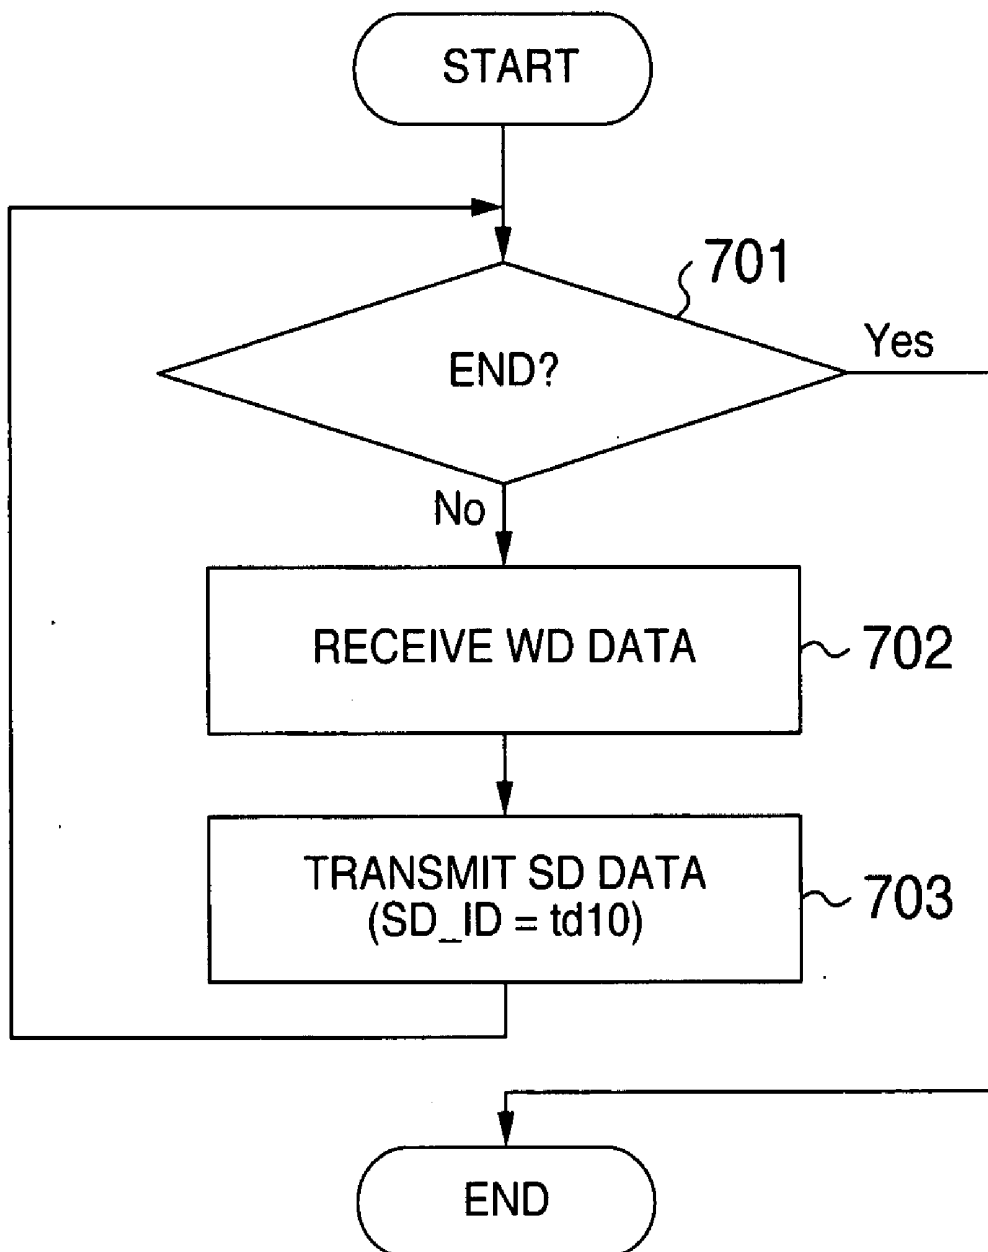 START
701
END?
Yes
No
RECEIVE WD DATA
702
TRANSMIT SD DATA
(SD_ID = td10)
703
END